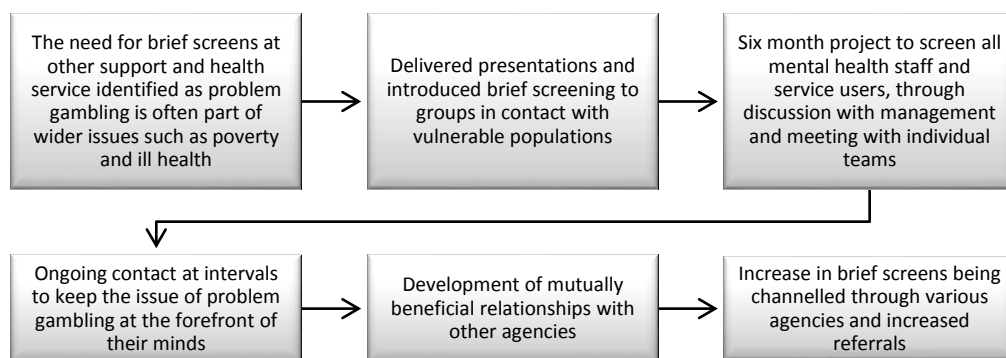 The need for brief screens at
other support and health
service identified as problem
gambling is often part of
wider issues such as poverty
and ill health
Delivered presentations and
introduced brief screening to
groups in contact with
vulnerable populations
Six month project to screen all
mental health staff and
service users, through
discussion with management
and meeting with individual
teams
Ongoing contact at intervals
to keep the issue of problem
gambling at the forefront of
their minds
Development of mutually
beneficial relationships with
other agencies
Increase in brief screens being
channelled through various
agencies and increased
referrals